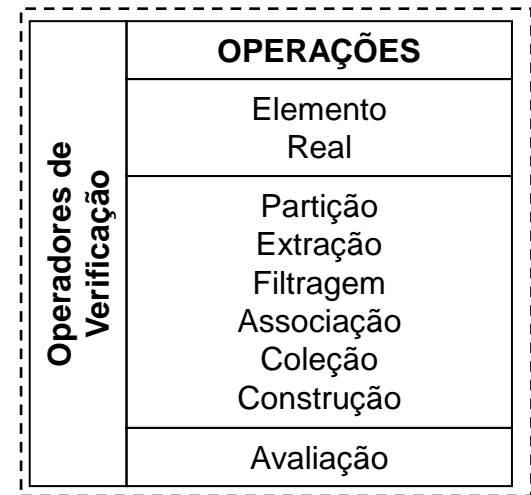 Operadores de
Verificação
OPERAÇÕES
Elemento
Real
Partição
Extração
Filtragem
Associação
Coleção
Construção
Avaliação